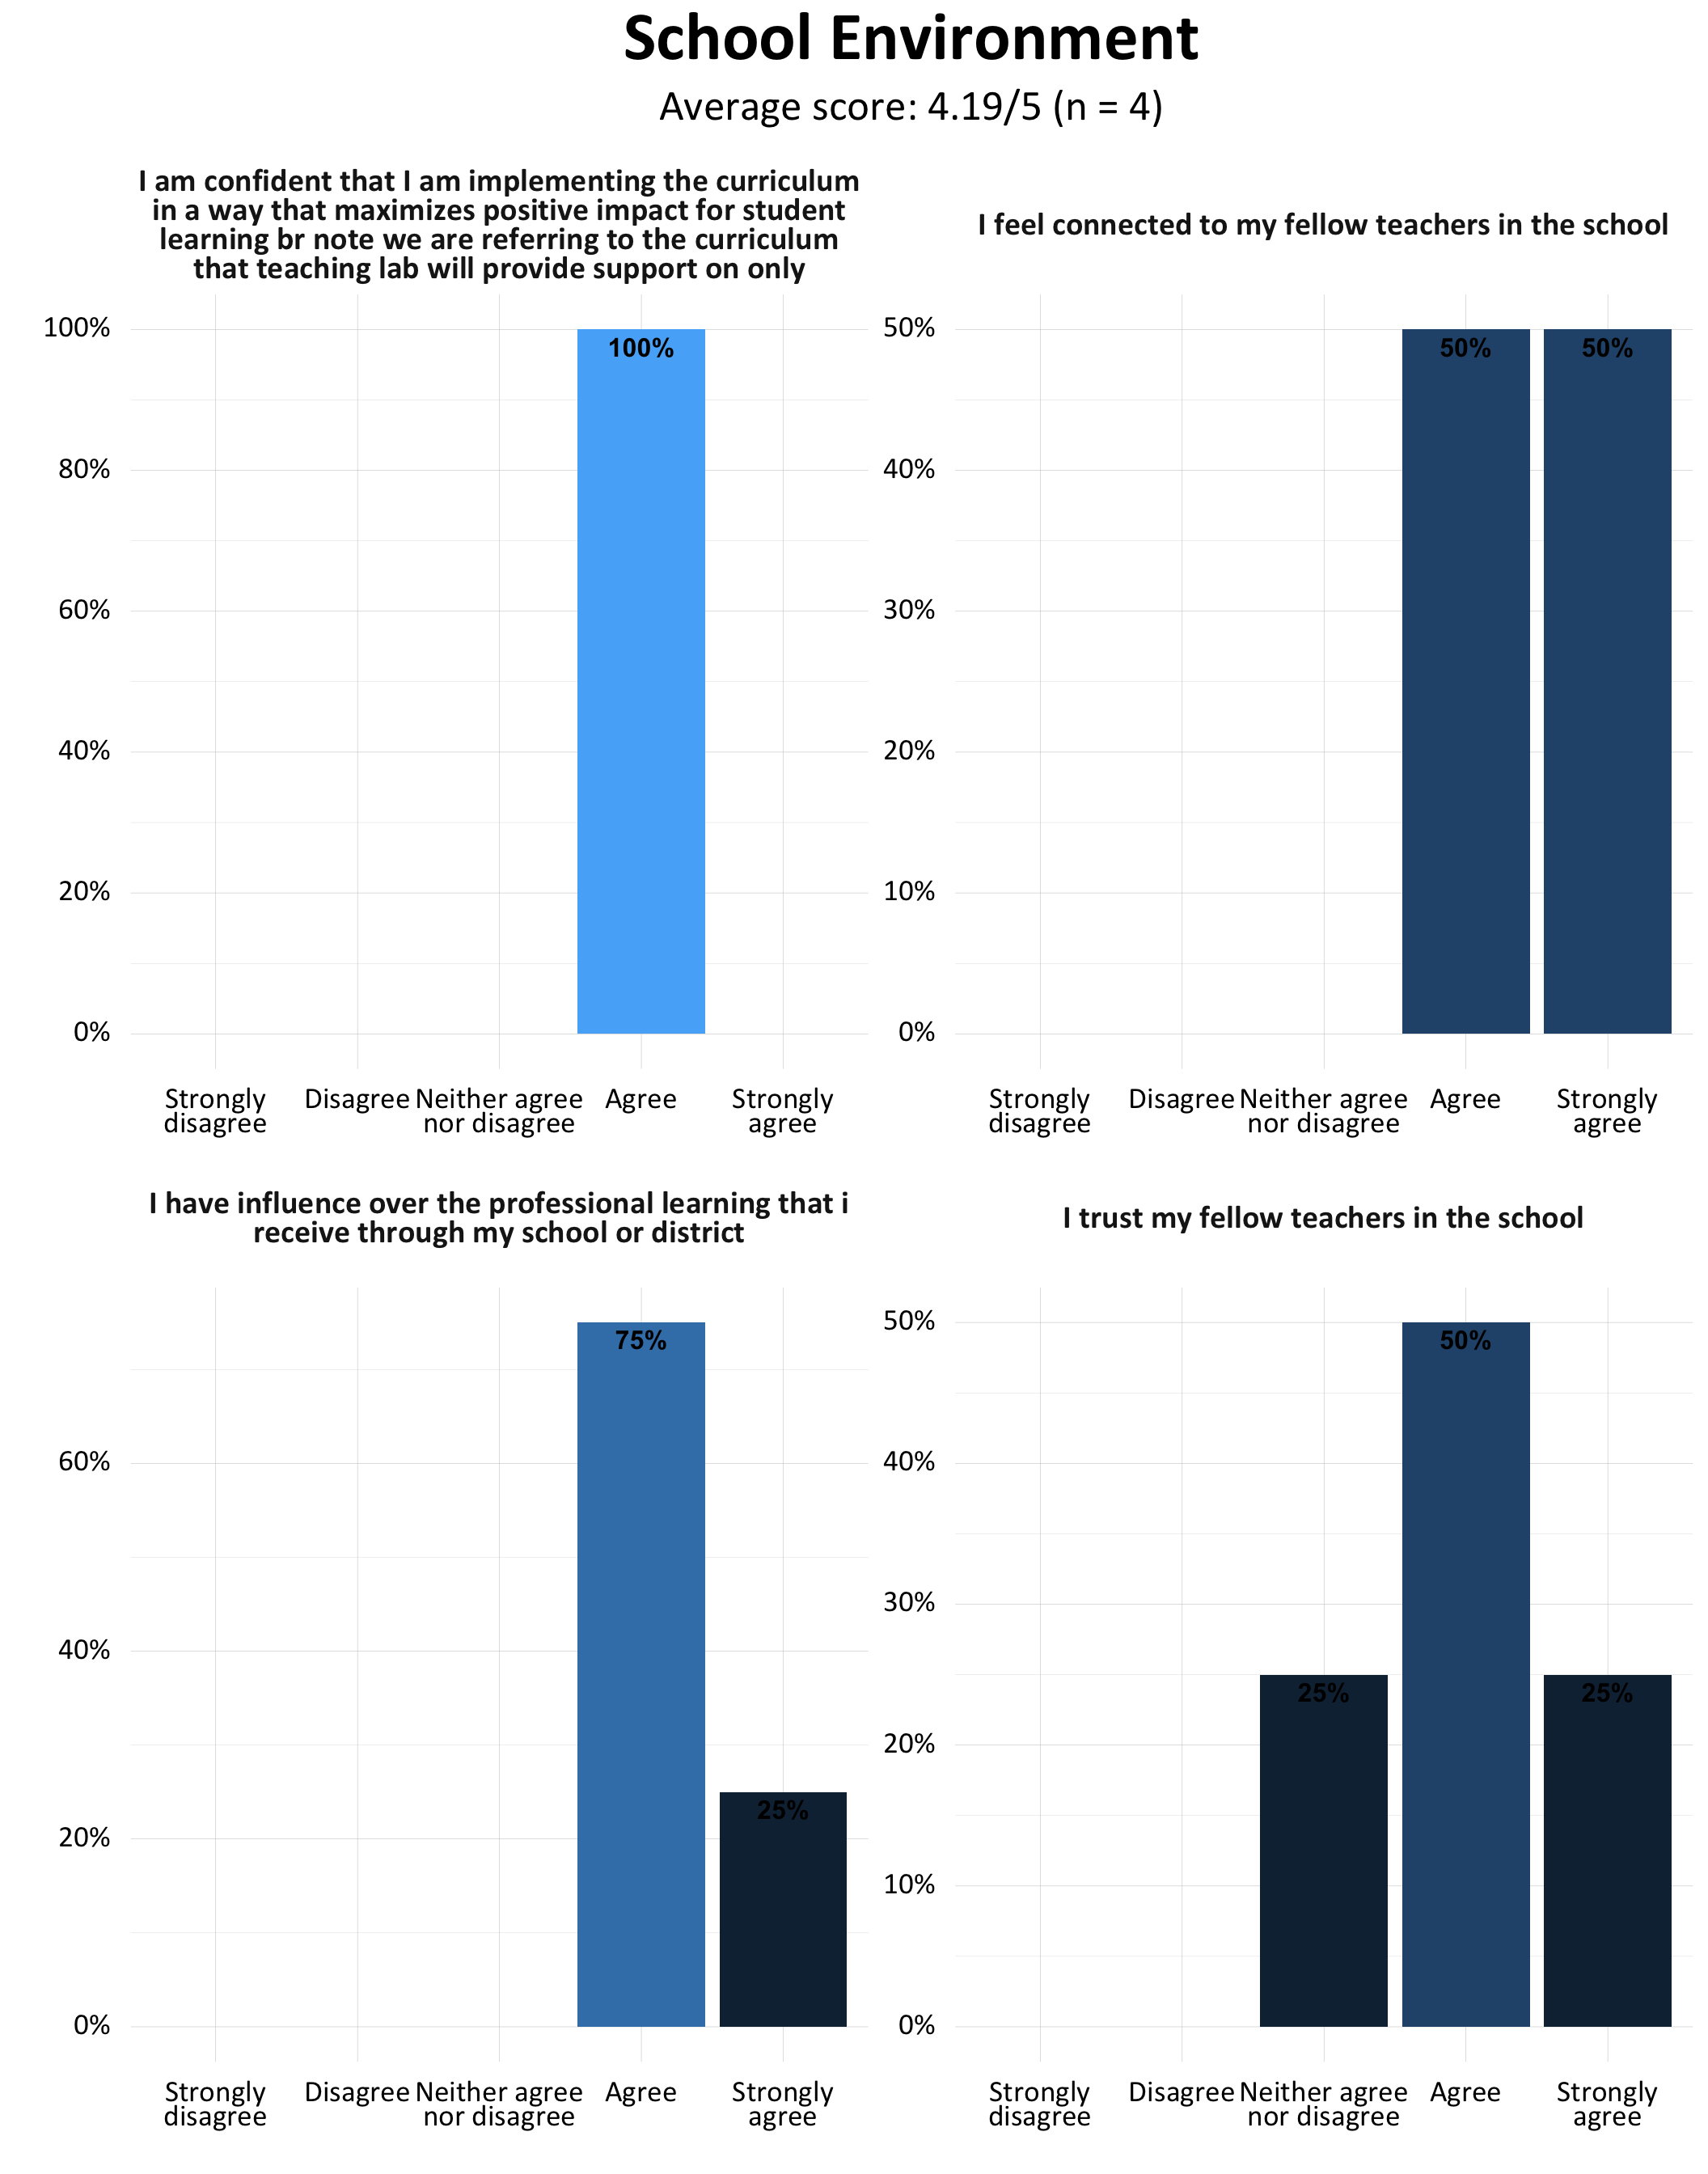 School Environment
Average score: 4.19/5 (n = 4)
I am confident that I am implementing the curriculum
in a way that maximizes positive impact for student
learning br note we are referring to the curriculum
that teaching lab will provide support on only
100%
80%
60%
40%
20%
0%
100%
Strongly
disagree
Disagree
Neither agree
nor disagree
Agree
Strongly
agree
I feel connected to my fellow teachers in the school
50%
40%
30%
20%
10%
0%
50%
50%
Strongly
disagree
Disagree
Neither agree
nor disagree
Agree
Strongly
agree
I have influence over the professional learning that i
receive through my school or district
60%
40%
20%
0%
75%
25%
Strongly
disagree
Disagree
Neither agree
nor disagree
Agree
Strongly
agree
I trust my fellow teachers in the school
50%
40%
30%
20%
10%
0%
25%
50%
25%
Strongly
disagree
Disagree
Neither agree
nor disagree
Agree
Strongly
agree